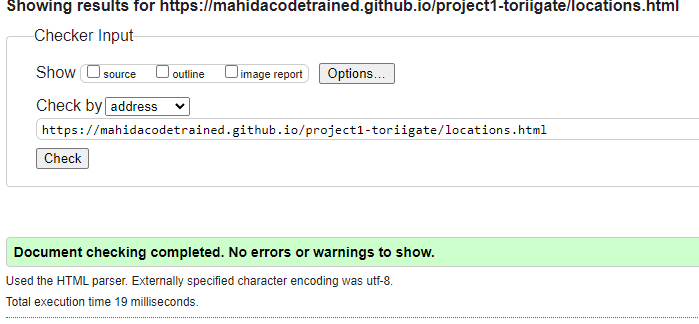 Showing results for https://mahidacodetrained.github.io/project1-toriigate/locations.html
Checker Input
Show source outline image report Options...
Check by address
https://mahidacodetrained.github.io/project1-toriigate/locations.html
Check
Document checking completed. No errors or warnings to show.
Used the HTML parser. Externally specified character encoding was utf-8.
Total execution time 19 milliseconds.